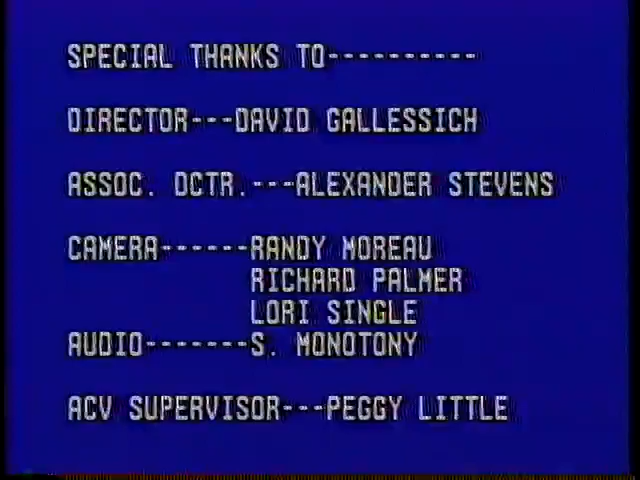 SPECIAL THANKS TO----------
DIRECTOR---DAVID GALLESSICH
ASSOC. DCTR.---ALEXANDER STEVENS
CAMERA------RANDY MOREAU
RICHARD PALMER
LORI SINGLE
AUDIO-------S. MONOTONY
ACV SUPERVISOR---PEGGY LITTLE